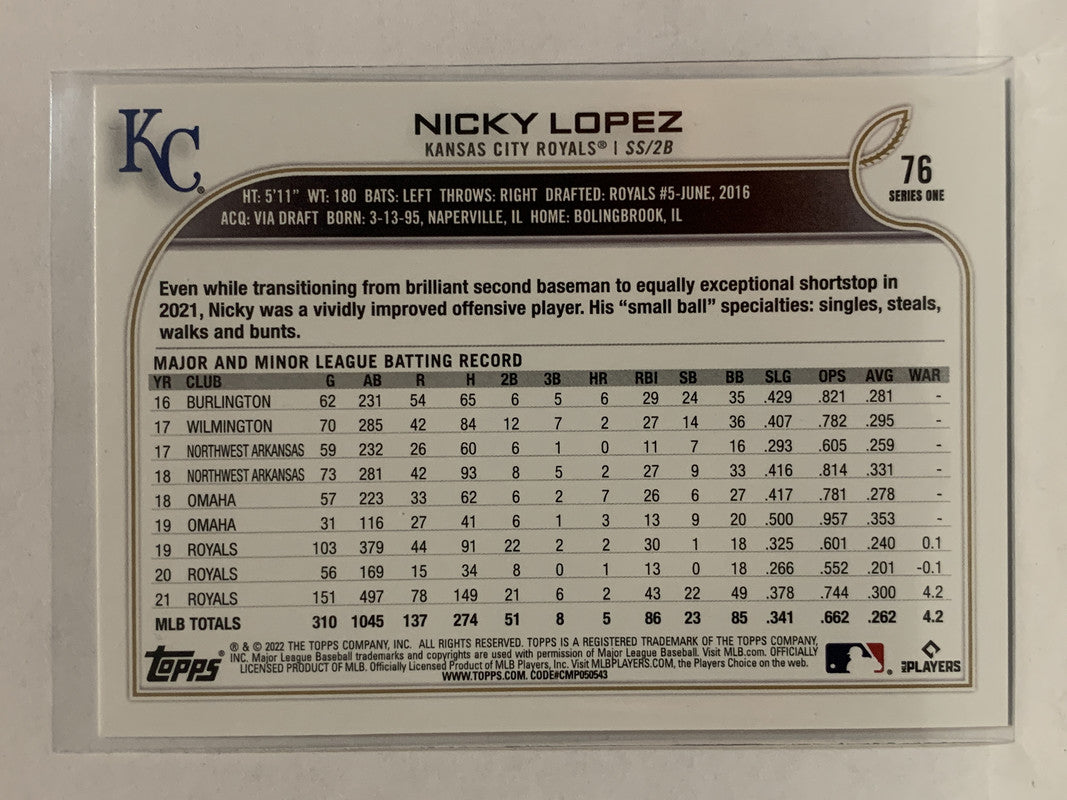 KC®
NICKY LOPEZ
KANSAS CITY ROYALS® | SS/2B
76
SERIES ONE
HT: 5'11" WT: 180 BATS: LEFT THROWS: RIGHT DRAFTED: ROYALS #5-JUNE, 2016
ACQ: VIA DRAFT BORN: 3-13-95, NAPERVILLE, IL HOME: BOLINGBROOK, IL
Even while transitioning from brilliant second baseman to equally exceptional shortstop in
2021, Nicky was a vividly improved offensive player. His “small ball” specialties: singles, steals,
walks and bunts.
MAJOR AND MINOR LEAGUE BATTING RECORD
YR CLUB G AB R H 2B 3B HR RBI SB BB SLG OPS AVG WAR
16 BURLINGTON 62 231 54 65 6 5 6 29 24 35 .429 .821 .281 -
17 WILMINGTON 70 285 42 84 12 7 2 27 14 36 .407 .782 .295 -
17 NORTHWEST ARKANSAS 59 232 26 60 6 1 0 11 7 16 .293 .605 .259 -
18 NORTHWEST ARKANSAS 73 281 42 93 8 5 2 27 9 33 .416 .814 .331 -
18 OMAHA 57 223 33 62 6 2 7 26 6 27 .417 .781 .278 -
19 OMAHA 31 116 27 41 6 1 3 13 9 20 .500 .957 .353 -
19 ROYALS 103 379 44 91 22 2 2 30 1 18 .325 .601 .240 0.1
20 ROYALS 56 169 15 34 8 0 1 13 0 18 .266 .552 .201 -0.1
21 ROYALS 151 497 78 149 21 6 2 43 22 49 .378 .744 .300 4.2
MLB TOTALS 310 1045 137 274 51 8 5 86 23 85 .341 .662 .262 4.2
TOPPS®
® & © 2022 THE TOPPS COMPANY, INC. ALL RIGHTS RESERVED. TOPPS IS A REGISTERED TRADEMARK OF THE TOPPS COMPANY,
INC. Major League Baseball trademarks and copyrights are used with permission of Major League Baseball. Visit MLB.com. OFFICIALLY
LICENSED PRODUCT OF MLB. Officially Licensed Product of MLB Players, Inc. Visit MLBPLAYERS.COM, the Players Choice on the web.
WWW.TOPPS.COM. CODE#CMP050543
MLB PLAYERS